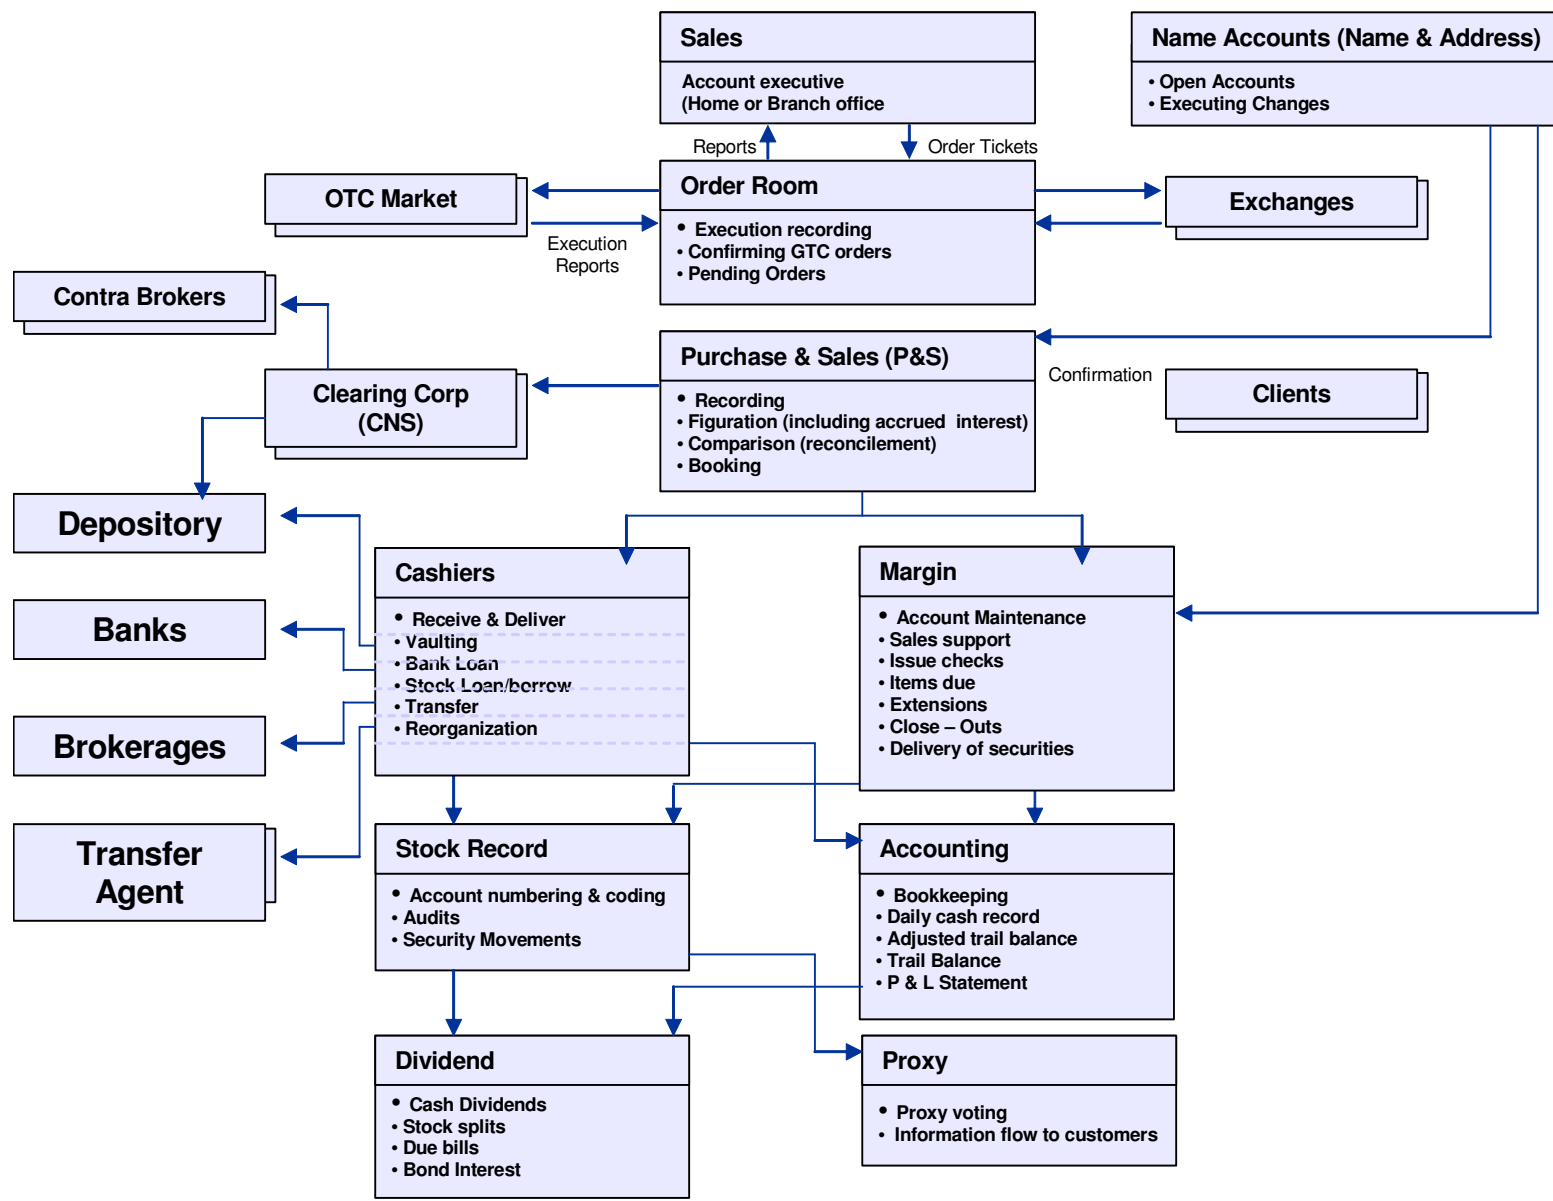 Sales
Account executive
(Home or Branch office
Name Accounts (Name & Address)
• Open Accounts
• Executing Changes
Reports
Order Tickets
OTC Market
Order Room
• Execution recording
• Confirming GTC orders
• Pending Orders
Exchanges
Execution
Reports
Contra Brokers
Purchase & Sales (P&S)
• Recording
• Figuration (including accrued interest)
• Comparison (reconcilement)
• Booking
Confirmation
Clients
Clearing Corp
(CNS)
Depository
Banks
Brokerages
Transfer
Agent
Cashiers
• Receive & Deliver
• Vaulting
• Bank Loan
• Stock Loan/borrow
• Transfer
• Reorganization
Margin
• Account Maintenance
• Sales support
• Issue checks
• Items due
• Extensions
• Close – Outs
• Delivery of securities
Stock Record
• Account numbering & coding
• Audits
• Security Movements
Accounting
• Bookkeeping
• Daily cash record
• Adjusted trail balance
• Trail Balance
• P & L Statement
Dividend
• Cash Dividends
• Stock splits
• Due bills
• Bond Interest
Proxy
• Proxy voting
• Information flow to customers